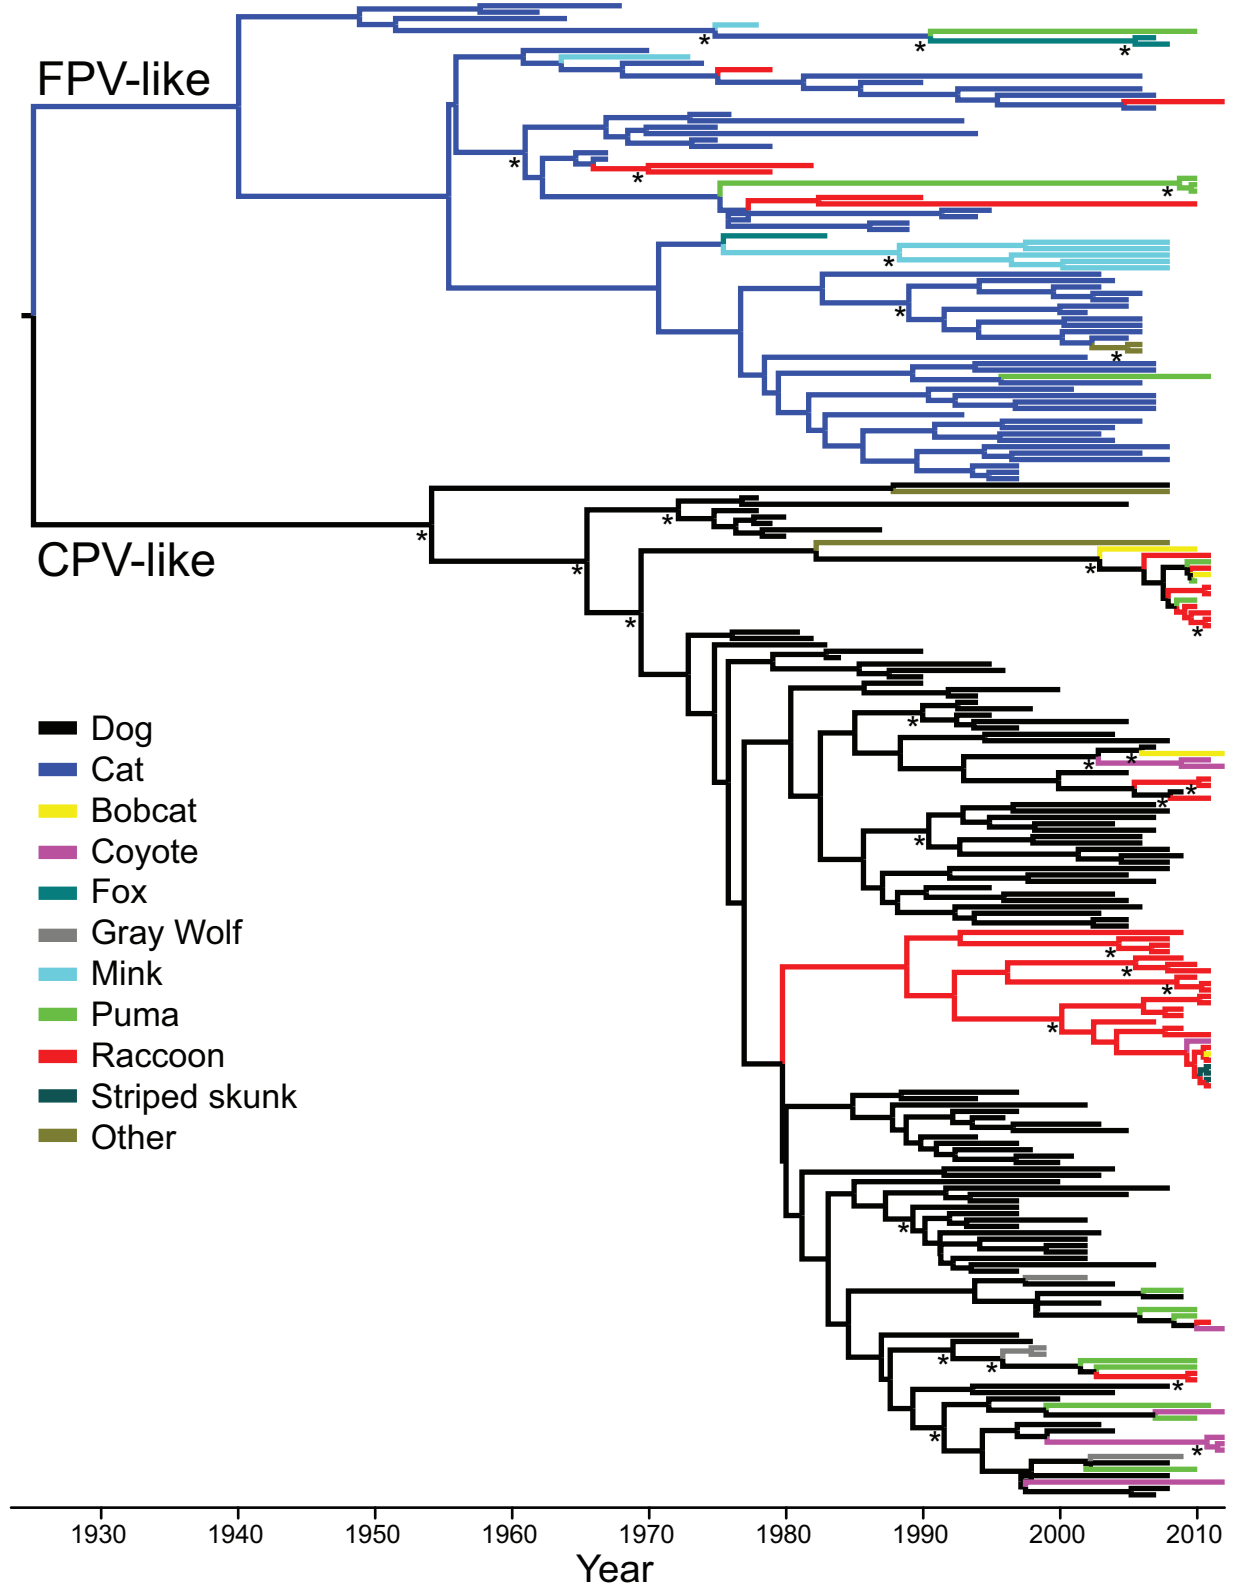 FPV-like
CPV-like
Dog
Cat
Bobcat
Coyote
Fox
Gray Wolf
Mink
Puma
Raccoon
Striped skunk
Other
1930 1940 1950 1960 1970 1980 1990 2000 2010
Year